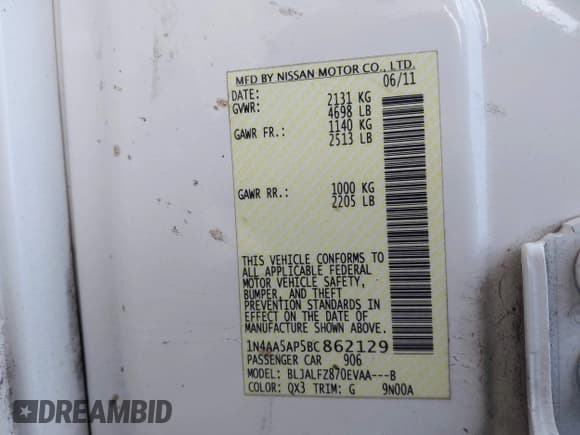 MFD BY NISSAN MOTOR CO., LTD.
DATE: 06/11
GVWR: 2131 KG
4698 LB
GAWR FR.: 1140 KG
2513 LB
GAWR RR.: 1000 KG
2205 LB
THIS VEHICLE CONFORMS TO
ALL APPLICABLE FEDERAL
MOTOR VEHICLE SAFETY,
BUMPER, AND THEFT
PREVENTION STANDARDS IN
EFFECT ON THE DATE OF
MANUFACTURE SHOWN ABOVE.
1N4AA5AP5BC862129
PASSENGER CAR 906
MODEL: BLJALFZ870EVAA---B
COLOR: QX3 TRIM: G 9N00A
DREAMBID